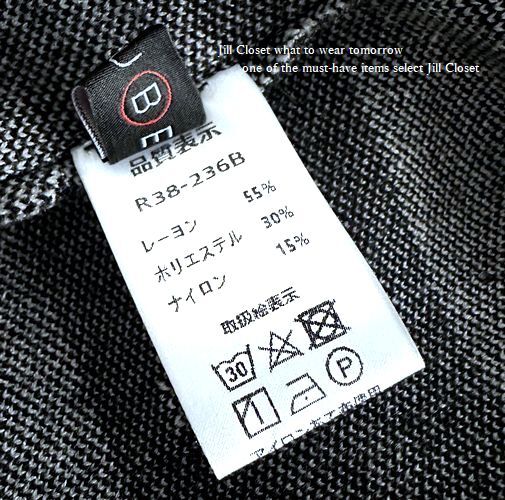 Jill Closet what to wear tomorrow
one of the must-have items select Jill Closet
B
品質表示
R38-236B
レーヨン 55%
ポリエステル 30%
ナイロン 15%
取扱絵表示
30
P